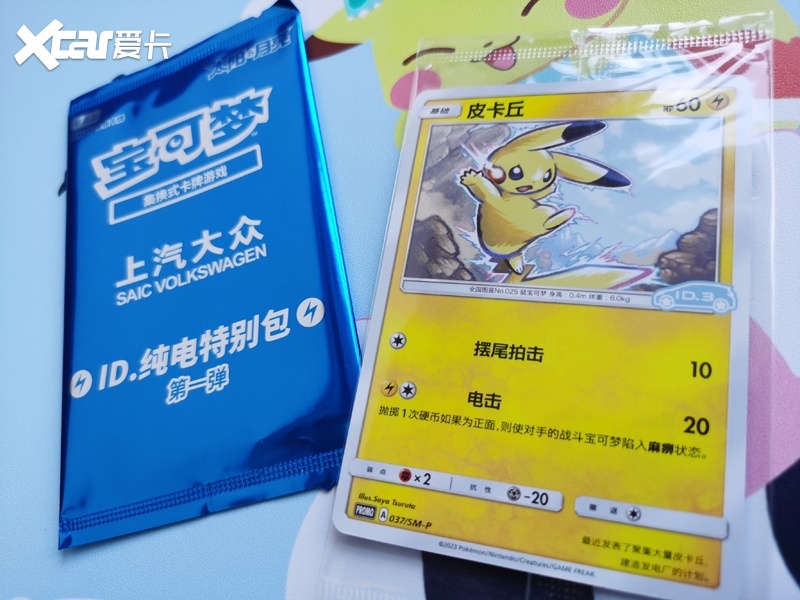 Xcar爱卡
太阳&月亮
宝可梦
集换式卡牌游戏
上汽大众
SAIC VOLKSWAGEN
ID.纯电特别包
第一弹
基础
皮卡丘
HP60
全国图鉴No.025 鼠宝可梦 身高:0.4m 体重:6.0kg
ID.3
摆尾拍击
10
电击
20
抛掷1次硬币如果为正面,则使对手的战斗宝可梦陷入麻痹状态。
弱点
×2
抗性
-20
撤退
Illus.Saya Tsuruta
PROMO A 037/SM-P
最近发表了聚集大量皮卡丘,
建造发电厂的计划。
©2023 Pokémon/Nintendo/Creatures/GAME FREAK.